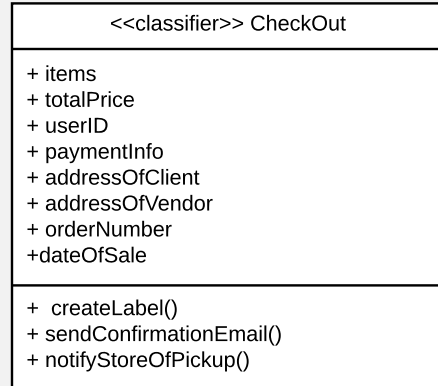 <<classifier>> CheckOut
+ items
+ totalPrice
+ userID
+ paymentInfo
+ addressOfClient
+ addressOfVendor
+ orderNumber
+dateOfSale
+  createLabel()
+ sendConfirmationEmail()
+ notifyStoreOfPickup()